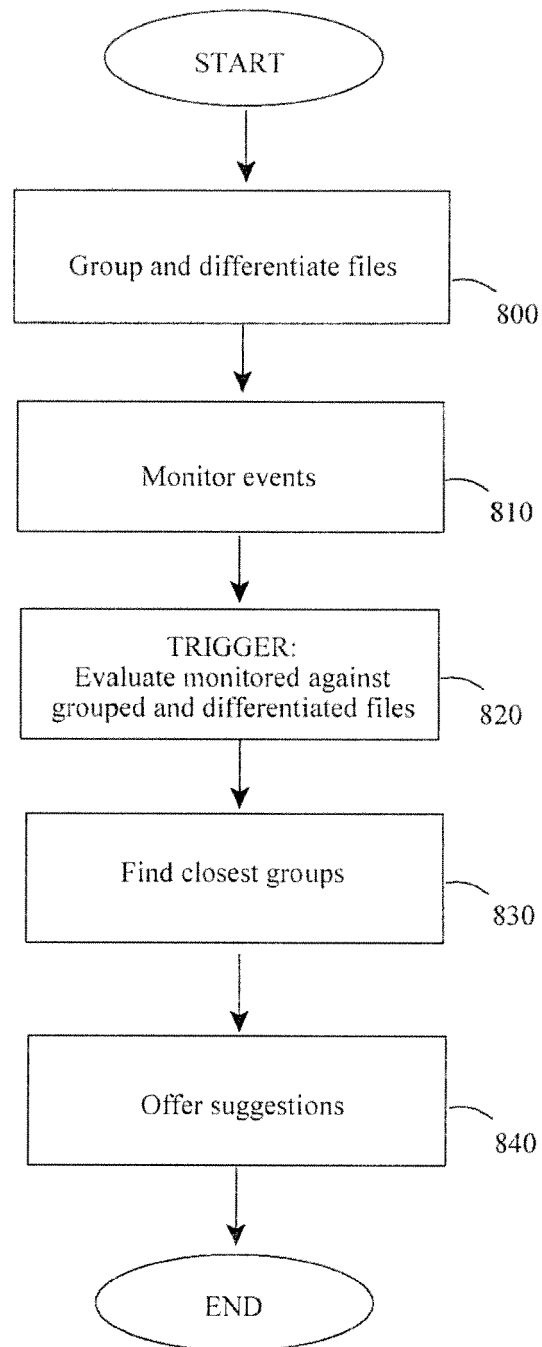 START
Group and differentiate files
800
Monitor events
810
TRIGGER:
Evaluate monitored against
grouped and differentiated files
820
Find closest groups
830
Offer suggestions
840
END